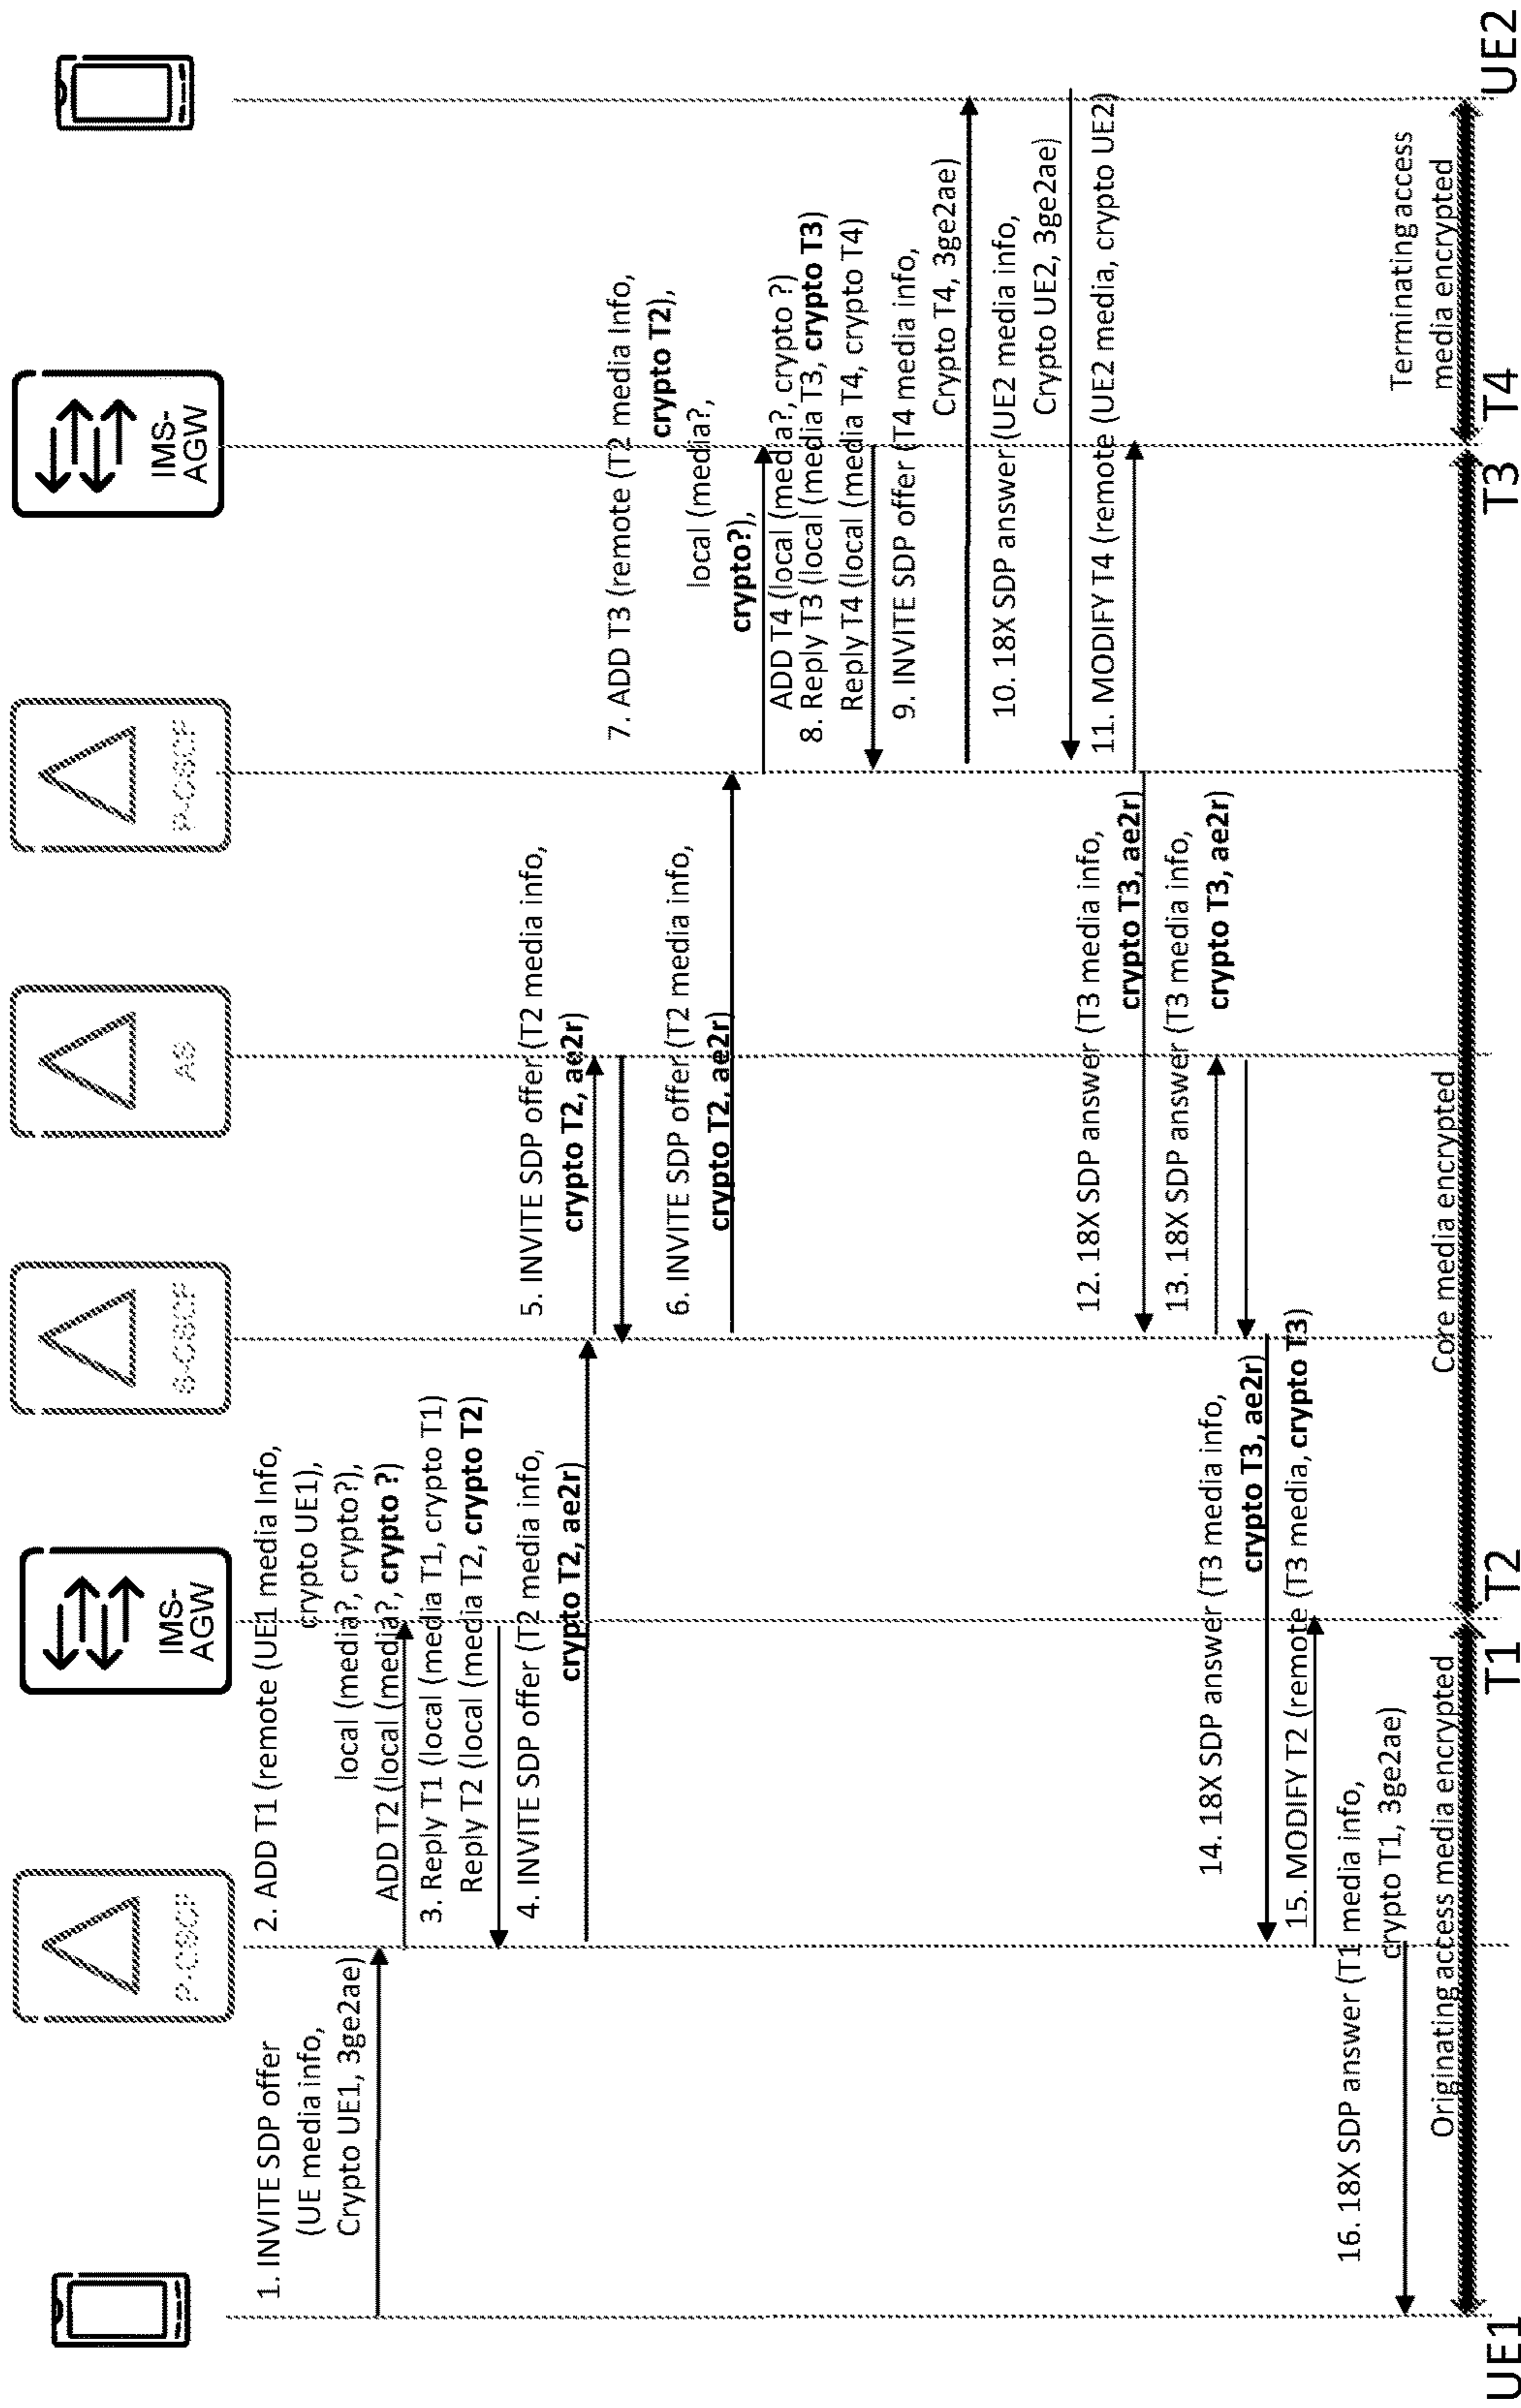 P-CSCF
IMS-
AGW
S-CSCF
AS
P-CSCF
IMS-
AGW
1. INVITE SDP offer
(UE media info,
Crypto UE1, 3ge2ae)
2. ADD T1 (remote (UE1 media Info,
crypto UE1),
local (media?, crypto?),
ADD T2 (local (media?, crypto ?)
3. Reply T1 (local (media T1, crypto T1)
Reply T2 (local (media T2, crypto T2)
4. INVITE SDP offer (T2 media info,
crypto T2, ae2r)
5. INVITE SDP offer (T2 media info,
crypto T2, ae2r)
6. INVITE SDP offer (T2 media info,
crypto T2, ae2r)
7. ADD T3 (remote (T2 media Info,
crypto T2),
local (media?,
crypto?),
ADD T4 (local (media?, crypto ?)
8. Reply T3 (local (media T3, crypto T3)
Reply T4 (local (media T4, crypto T4)
9. INVITE SDP offer (T4 media info,
Crypto T4, 3ge2ae)
10. 18X SDP answer (UE2 media info,
Crypto UE2, 3ge2ae)
11. MODIFY T4 (remote (UE2 media, crypto UE2)
12. 18X SDP answer (T3 media info,
crypto T3, ae2r)
13. 18X SDP answer (T3 media info,
crypto T3, ae2r)
14. 18X SDP answer (T3 media info,
crypto T3, ae2r)
15. MODIFY T2 (remote (T3 media, crypto T3)
16. 18X SDP answer (T1 media info,
crypto T1, 3ge2ae)
Originating access media encrypted
Core media encrypted
Terminating access
media encrypted
UE1
T1
T2
T3
T4
UE2